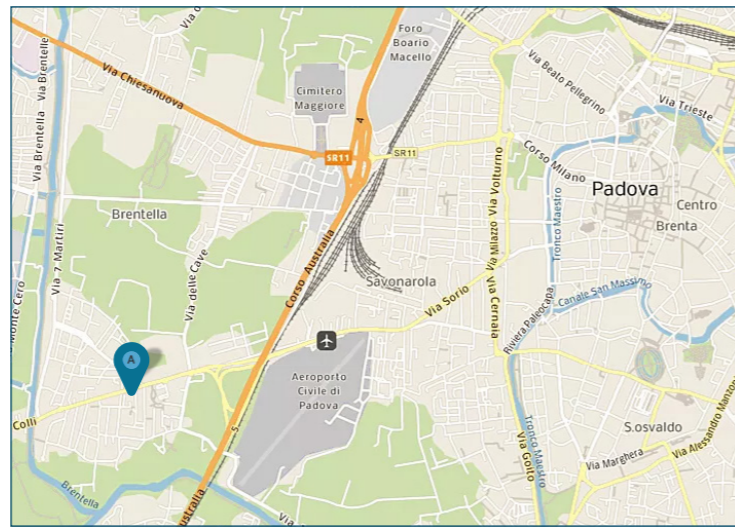 Via Brentelle
Via Brentella
Via Chiesanuova
Foro
Boario
Macello
Cimitero
Maggiore
4
SR11
SR11
Via Beato Pellegrino
Via Trieste
Corso Milano
Via Volturno
Via Milazzo
Via Cernaia
Tronco Maestro
Padova
Centro
Brenta
Brentella
Via 7 Martiri
Via delle Cave
Corso Australia
Savonarola
Via Sorio
Canale San Massimo
Riviera Paleocapa
A
Aeroporto
Civile di
Padova
Colli
5
Brentella
Australia
Tronco Maestro
Via Goito
S.osvaldo
Via Marghera
Via Alessandro Manzoni